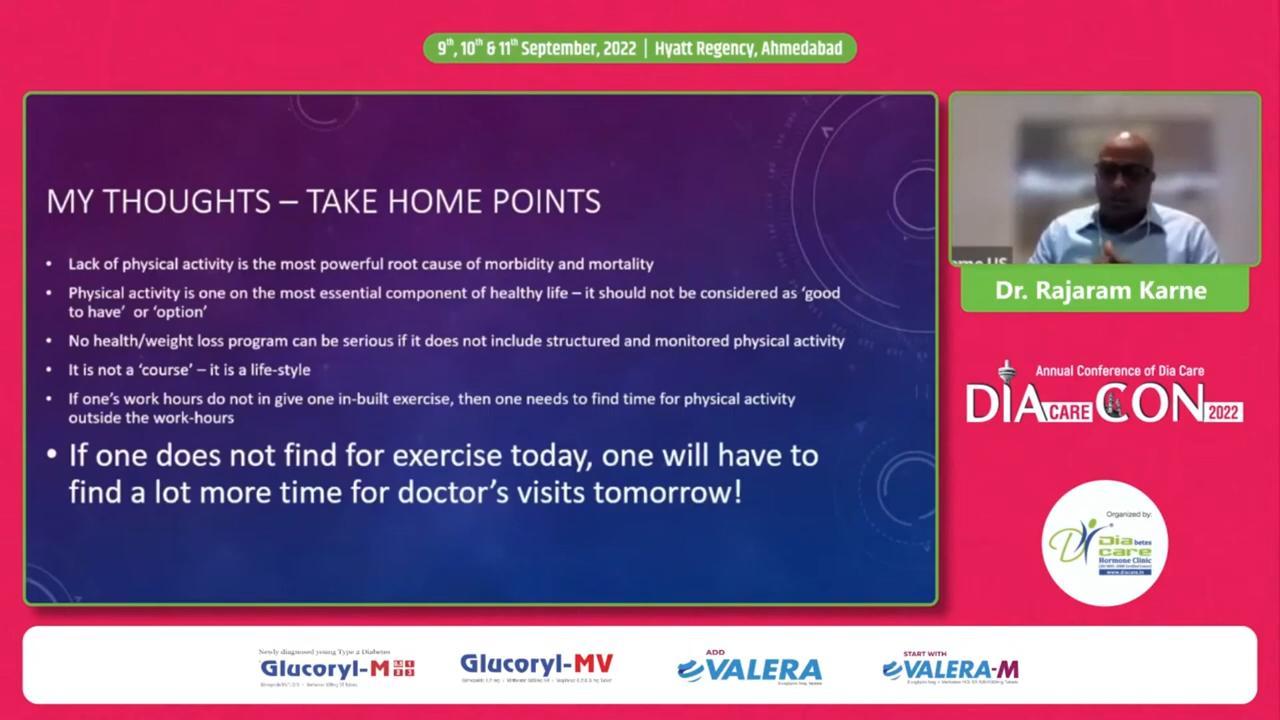 9th, 10th & 11th September, 2022 | Hyatt Regency, Ahmedabad
MY THOUGHTS – TAKE HOME POINTS
• Lack of physical activity is the most powerful root cause of morbidity and mortality
• Physical activity is one on the most essential component of healthy life – it should not be considered as ‘good
to have’ or ‘option’
• No health/weight loss program can be serious if it does not include structured and monitored physical activity
• It is not a ‘course’ – it is a life-style
• If one’s work hours do not in give one in-built exercise, then one needs to find time for physical activity
outside the work-hours
• If one does not find for exercise today, one will have to
find a lot more time for doctor’s visits tomorrow!
Dr. Rajaram Karne
Annual Conference of Dia Care
DIA CARE CON 2022
Organized by:
Diabetes
care
Hormone Clinic
www.diacare.in
Newly diagnosed young Type 2 Diabetes
Glucoryl-M
Glucoryl-MV
ADD
VALERA
START WITH
VALERA-M